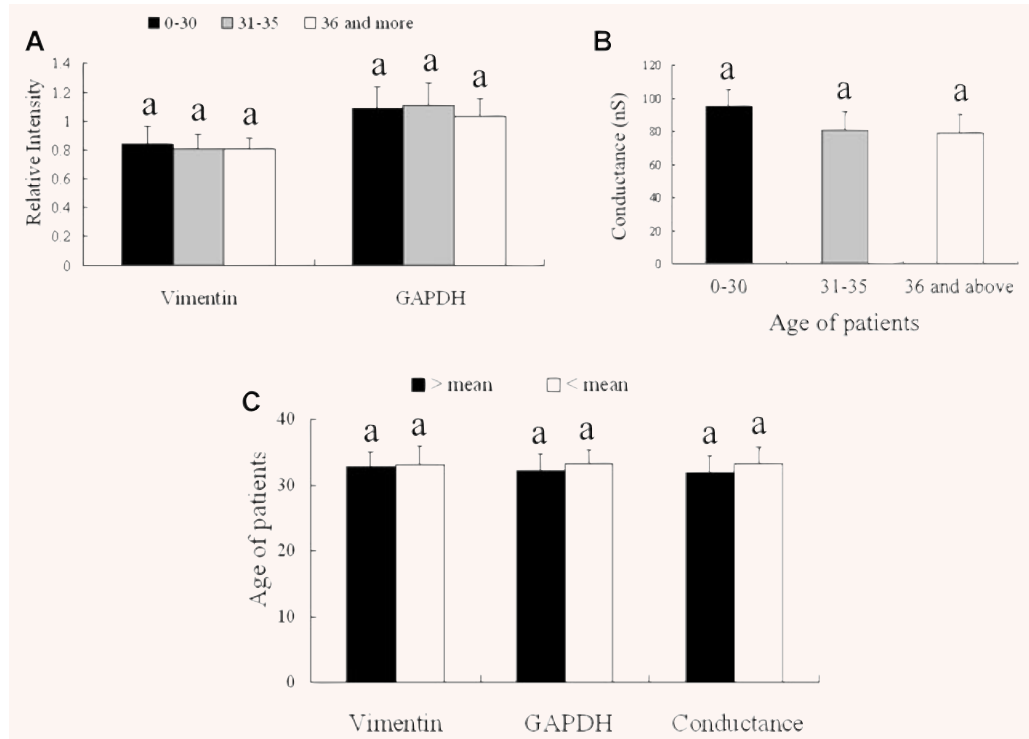 0-30 31-35 36 and more
A
Relative Intensity
1 4
1 2
1
0 8
0 6
0 4
0 2
0
a a a a a a
Vimentin GAPDH
B
Conductance (nS)
120
100
80
60
40
20
0
a a a
0-30 31-35 36 and above
Age of patients
C
> mean < mean
Age of patients
40
30
20
10
0
a a a a a a
Vimentin GAPDH Conductance